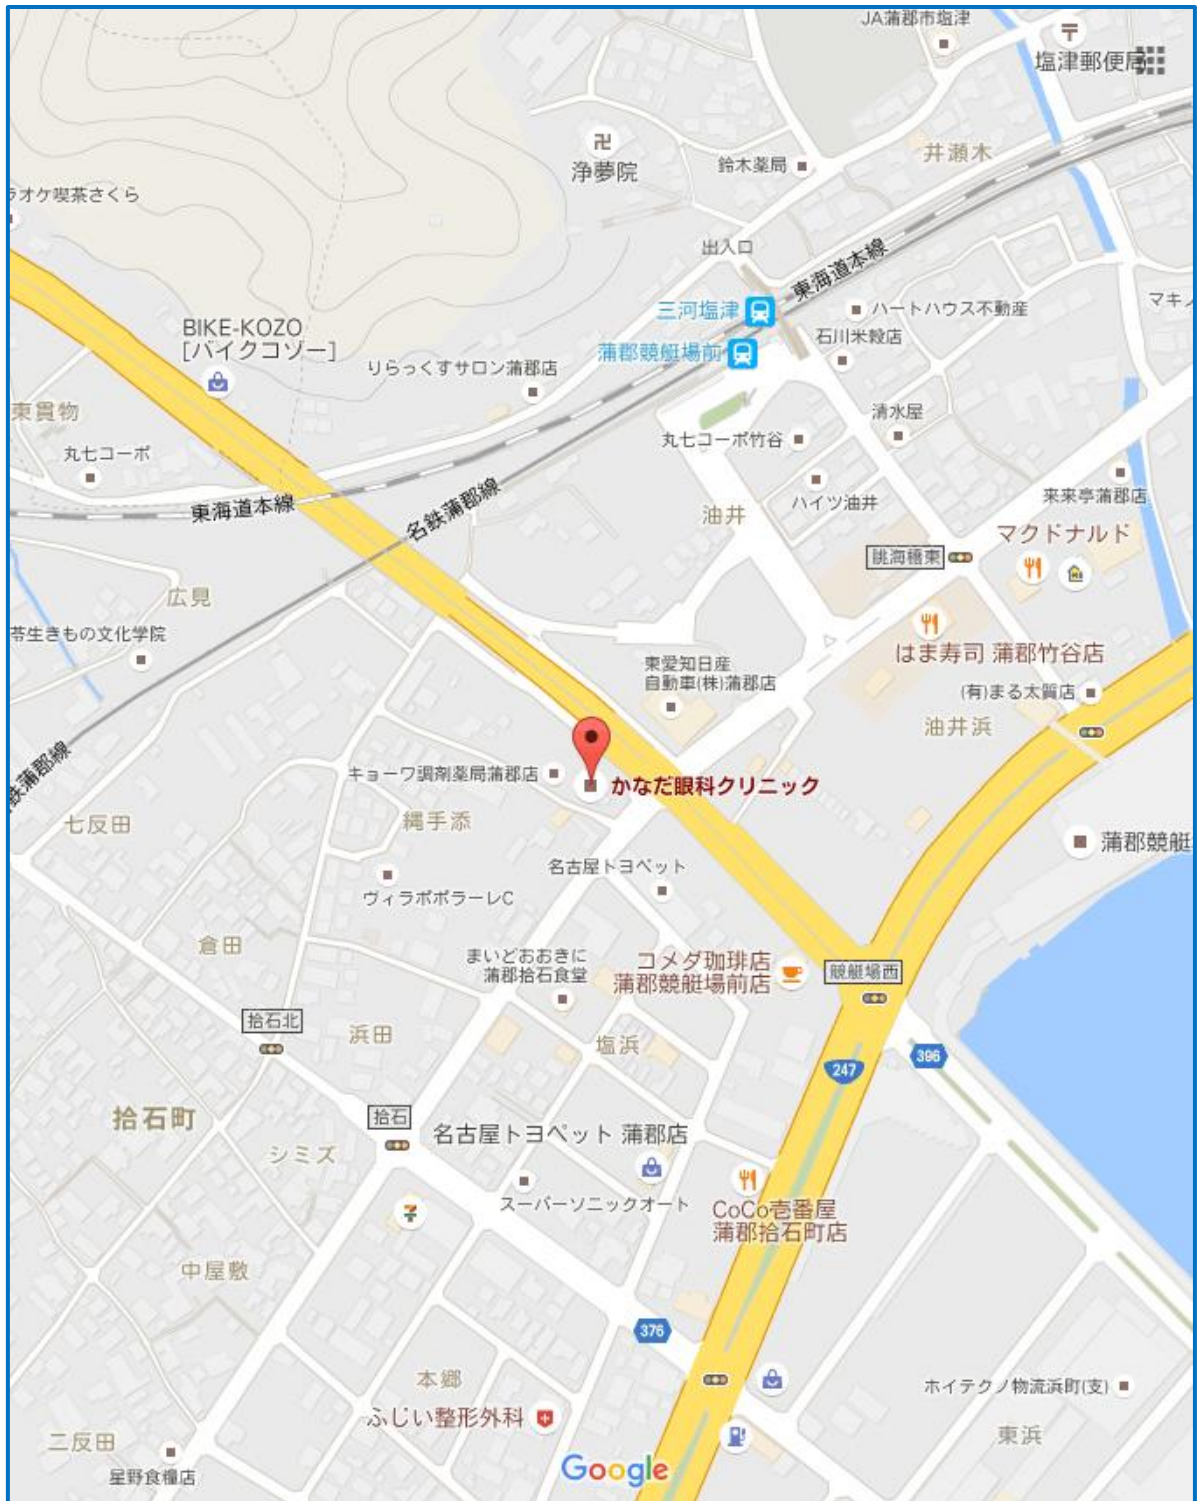 JA蒲郡市塩津
塩津郵便局
井瀬木
浄夢院
鈴木薬局
ラオケ喫茶さくら
出入口
東海道本線
三河塩津
ハートハウス不動産
マキノ
BIKE-KOZO
[バイクコゾー]
石川米穀店
蒲郡競艇場前
りらっくすサロン蒲郡店
東貫物
清水屋
丸七コーポ竹谷
丸七コーポ
来来亭蒲郡店
東海道本線
名鉄蒲郡線
ハイツ油井
油井
マクドナルド
眺海橋東
広見
苔生きもの文化学院
はま寿司 蒲郡竹谷店
東愛知日産
自動車(株)蒲郡店
(有)まる太質店
油井浜
鉄蒲郡線
キョーワ調剤薬局蒲郡店
かなだ眼科クリニック
七反田
縄手添
蒲郡競艇
名古屋トヨペット
ヴィラポポラーレC
倉田
まいどおおきに
蒲郡拾石食堂
コメダ珈琲店
蒲郡競艇場前店
競艇場西
拾石北
浜田
塩浜
396
247
拾石町
拾石
名古屋トヨペット 蒲郡店
シミズ
スーパーソニックオート
CoCo壱番屋
蒲郡拾石町店
中屋敷
376
本郷
ホイテクノ物流浜町(支)
ふじい整形外科
東浜
二反田
星野食糧店
Google